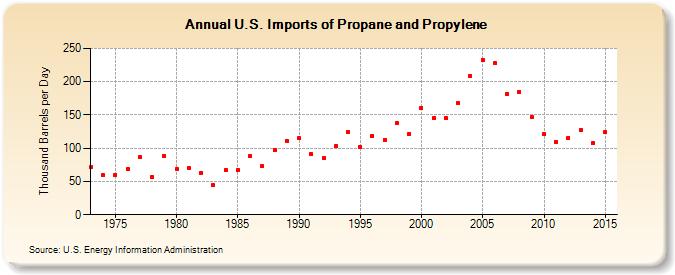 Annual U.S. Imports of Propane and Propylene
Thousand Barrels per Day
250
200
150
100
50
0
1975 1980 1985 1990 1995 2000 2005 2010 2015
Source: U.S. Energy Information Administration